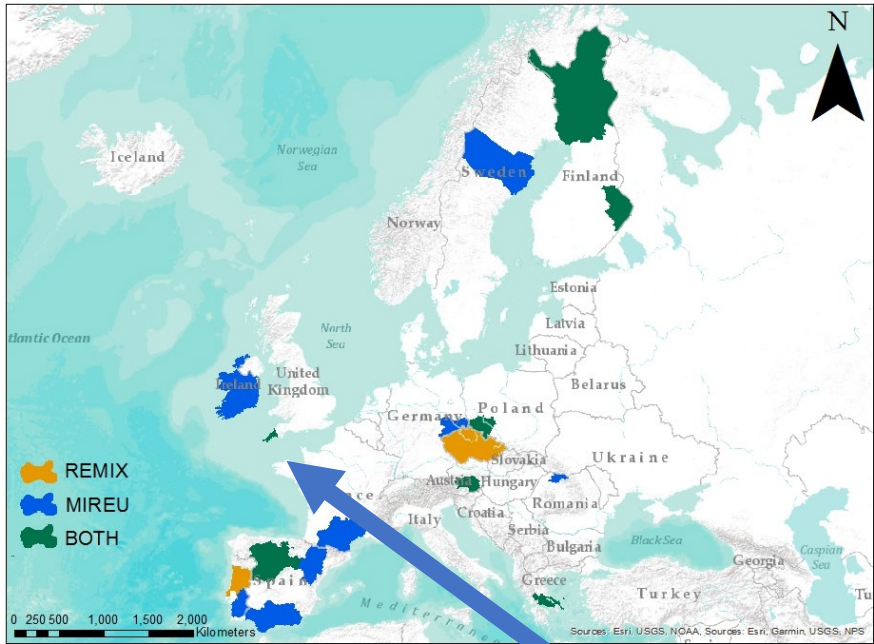 N
Iceland
Norwegian
Sea
Sweden
Finland
Norway
Estonia
North
Sea
Latvia
Atlantic Ocean
Lithuania
United
Kingdom
Ireland
Belarus
Germany
Poland
Ukraine
Slovakia
REMIX
Austria
Hungary
MIREU
Romania
Italy
Croatia
BOTH
Serbia
Black Sea
Caspian
Sea
Bulgaria
Georgia
Spain
Greece
Turkey
0 250 500 1,000 1,500 2,000
Kilometers
Sources: Esri, USGS, NOAA, Sources: Esri, Garmin, USGS, NPS